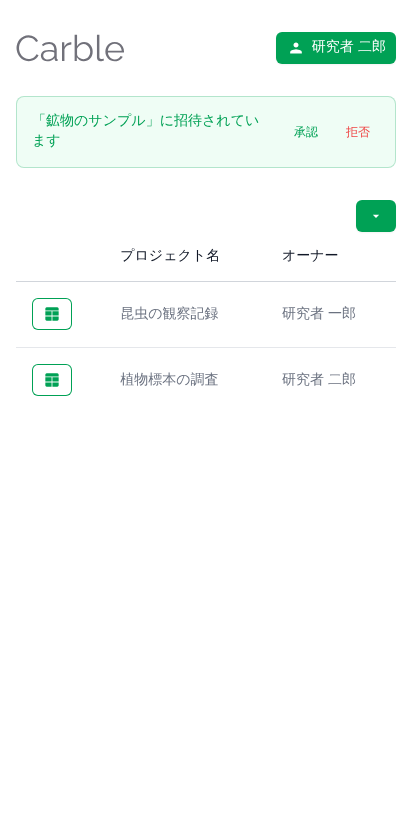 Carble
研究者 二郎
「鉱物のサンプル」に招待されてい
ます
承認
拒否
プロジェクト名 オーナー
昆虫の観察記録 研究者 一郎
植物標本の調査 研究者 二郎